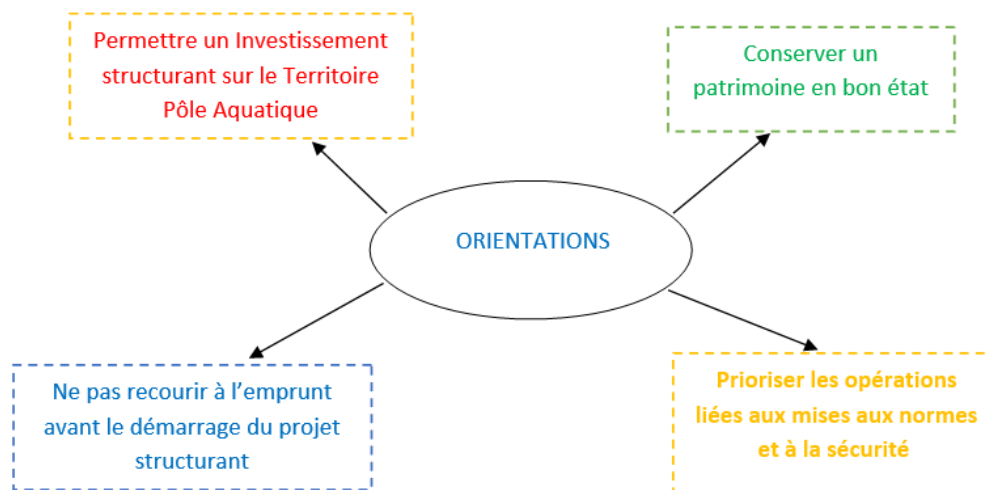 Permettre un Investissement
structurant sur le Territoire
Pôle Aquatique
Conserver un
patrimoine en bon état
ORIENTATIONS
Ne pas recourir à l’emprunt
avant le démarrage du projet
structurant
Prioriser les opérations
liées aux mises aux normes
et à la sécurité